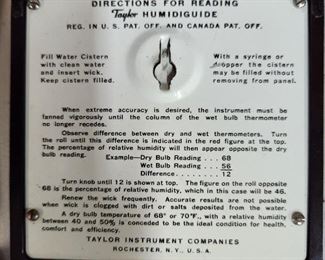 DIRECTIONS FOR READING
Taylor HUMIDIGUIDE
REG. IN U. S. PAT. OFF. AND CANADA PAT. OFF.
Fill Water Cistern
with clean water
and insert wick.
Keep cistern filled.
With a syringe or
dropper the cistern
may be filled without
removing from panel.
When extreme accuracy is desired, the instrument must be
fanned vigorously until the column of the wet bulb thermometer
no longer recedes.
Observe difference between dry and wet thermometers. Turn
the roll until this difference is indicated in the red figure at the top.
The percentage of relative humidity will then appear opposite the dry
bulb reading.
Example—Dry Bulb Reading . . . 68
Wet Bulb Reading . . . 56
Difference . . . . . . 12
Turn knob until 12 is shown at top. The figure on the roll opposite
68 is the percentage of relative humidity, which in this case will be 46.
Renew the wick frequently. Accurate results are not possible
when wick is clogged with dirt or salts deposited from the water.
A dry bulb temperature of 68° or 70°F., with a relative humidity
between 40 and 50% is conceded to be the ideal condition for health,
comfort and efficiency.
TAYLOR INSTRUMENT COMPANIES
ROCHESTER, N. Y., U. S. A.